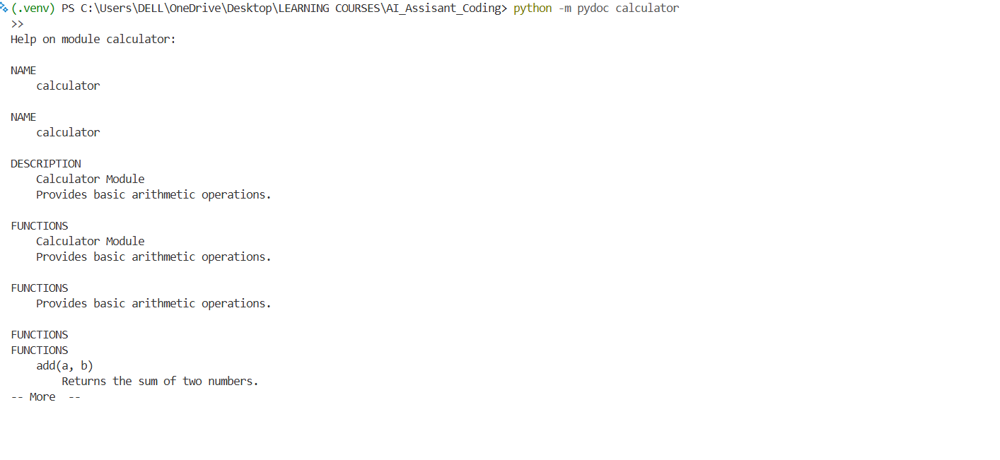 (.venv) PS C:\Users\DELL\OneDrive\Desktop\LEARNING COURSES\AI_Assisant_Coding> python -m pydoc calculator
>>
Help on module calculator:
NAME
calculator
NAME
calculator
DESCRIPTION
Calculator Module
Provides basic arithmetic operations.
FUNCTIONS
Calculator Module
Provides basic arithmetic operations.
FUNCTIONS
Provides basic arithmetic operations.
FUNCTIONS
FUNCTIONS
add(a, b)
Returns the sum of two numbers.
-- More  --